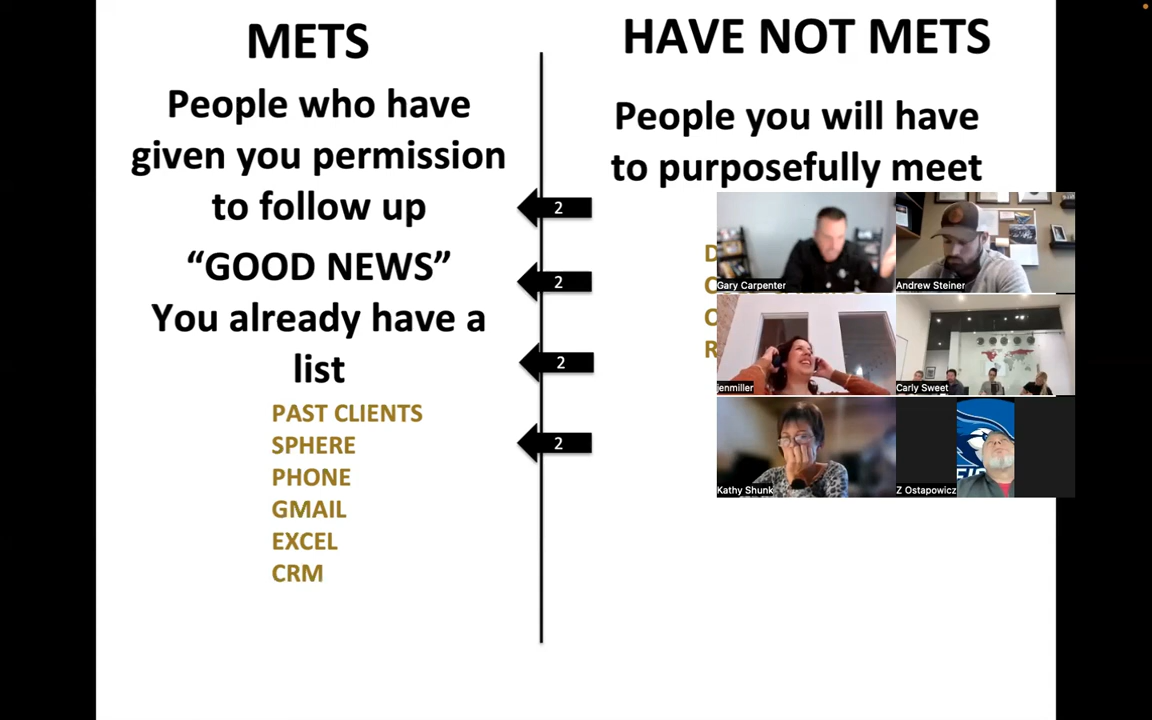 METS
People who have
given you permission
to follow up
“GOOD NEWS”
You already have a
list
PAST CLIENTS
SPHERE
PHONE
GMAIL
EXCEL
CRM
2
2
2
2
HAVE NOT METS
People you will have
to purposefully meet
Gary Carpenter
Andrew Steiner
jenmiller
Carly Sweet
Kathy Shunk
Z Ostapowicz